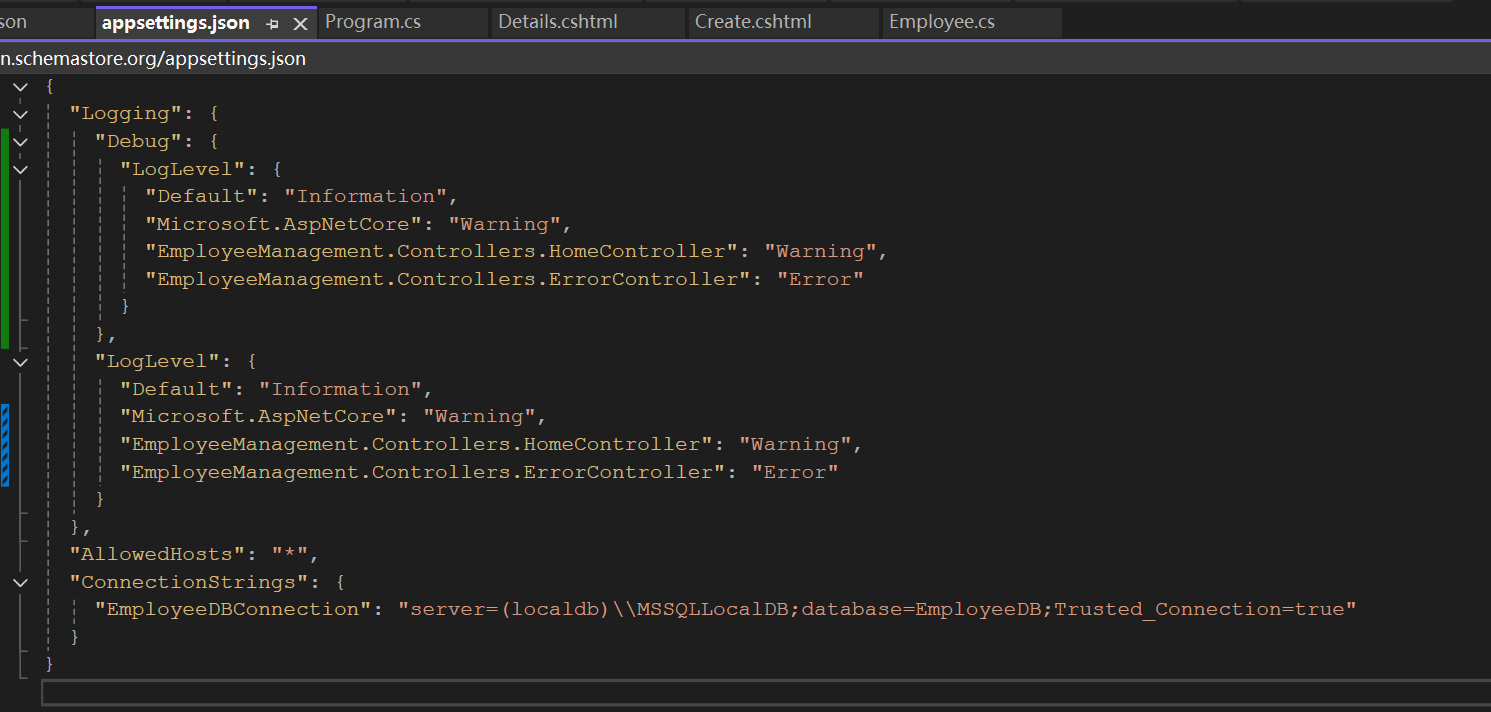 son appsettings.json Program.cs Details.cshtml Create.cshtml Employee.cs
n.schemastore.org/appsettings.json
{
"Logging": {
"Debug": {
"LogLevel": {
"Default": "Information",
"Microsoft.AspNetCore": "Warning",
"EmployeeManagement.Controllers.HomeController": "Warning",
"EmployeeManagement.Controllers.ErrorController": "Error"
}
},
"LogLevel": {
"Default": "Information",
"Microsoft.AspNetCore": "Warning",
"EmployeeManagement.Controllers.HomeController": "Warning",
"EmployeeManagement.Controllers.ErrorController": "Error"
}
},
"AllowedHosts": "*",
"ConnectionStrings": {
"EmployeeDBConnection": "server=(localdb)\\MSSQLLocalDB;database=EmployeeDB;Trusted_Connection=true"
}
}